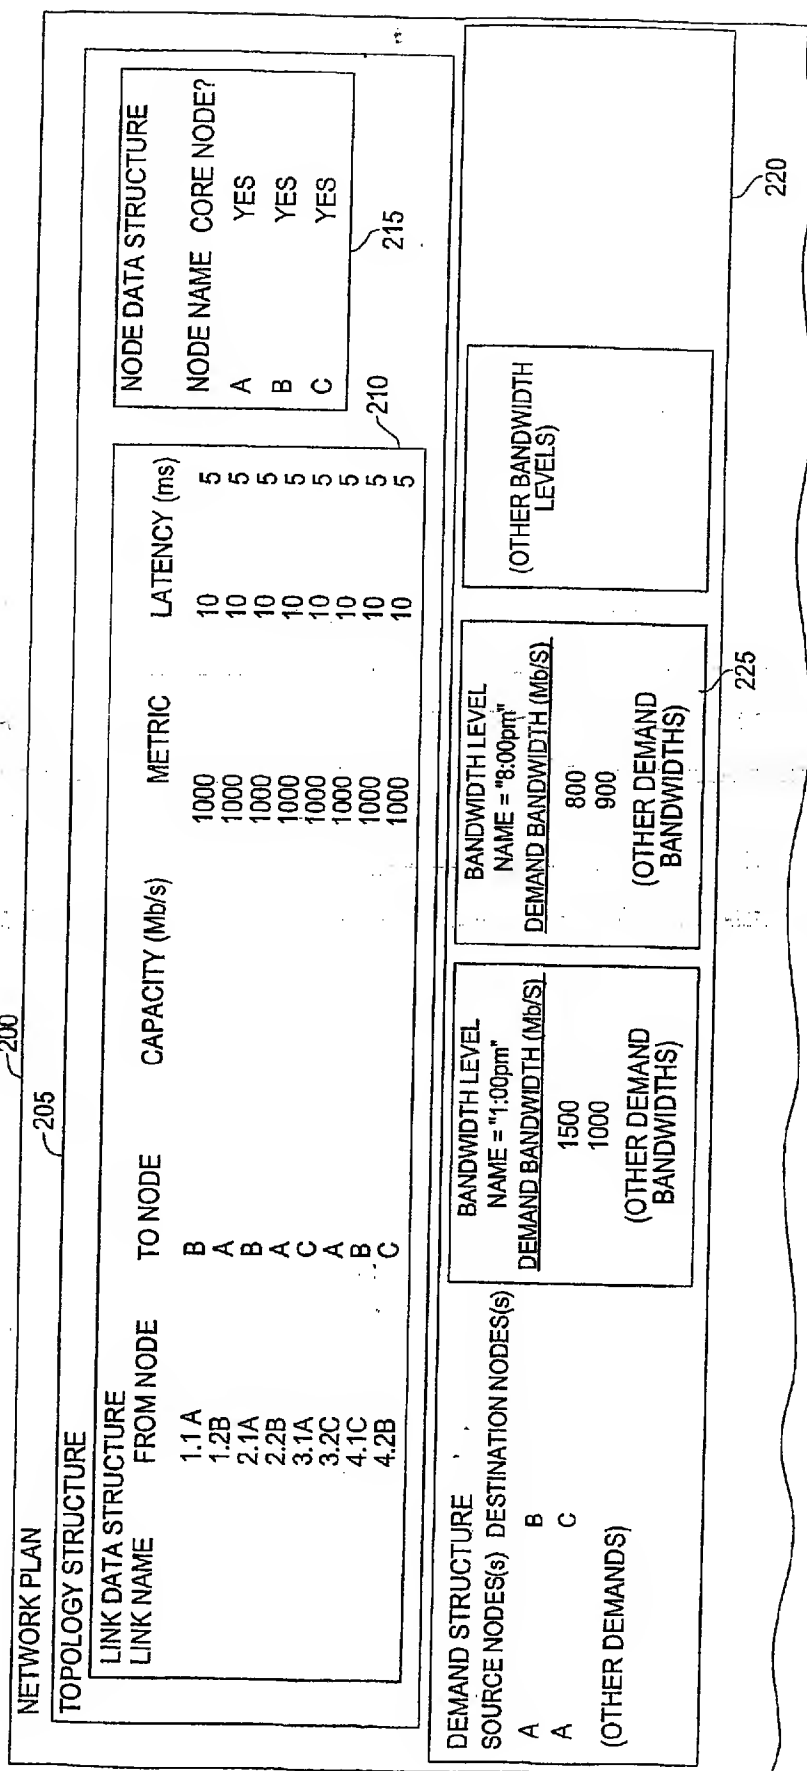 200
NETWORK PLAN
205
TOPOLOGY STRUCTURE
LINK DATA STRUCTURE
LINK NAME FROM NODE TO NODE CAPACITY (Mb/s) METRIC LATENCY (ms)
1.1 A B 1000 10 5
1.2B A 1000 10 5
2.1A B 1000 10 5
2.2B A 1000 10 5
3.1A C 1000 10 5
3.2C A 1000 10 5
4.1C B 1000 10 5
4.2B C 1000 10 5
210
NODE DATA STRUCTURE
NODE NAME CORE NODE?
A YES
B YES
C YES
215
DEMAND STRUCTURE
SOURCE NODES(s) DESTINATION NODES(s)
A B
A C
(OTHER DEMANDS)
BANDWIDTH LEVEL
NAME = "1:00pm"
DEMAND BANDWIDTH (Mb/S)
1500
1000
(OTHER DEMAND
BANDWIDTHS)
BANDWIDTH LEVEL
NAME = "8:00pm"
DEMAND BANDWIDTH (Mb/S)
800
900
(OTHER DEMAND
BANDWIDTHS)
225
(OTHER BANDWIDTH
LEVELS)
220